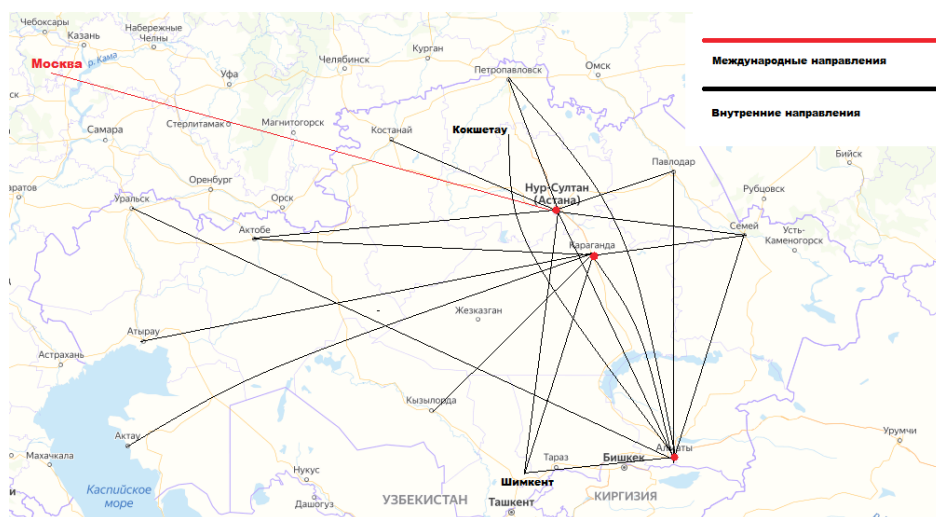 Чебоксары
Казань
Набережные
Челны
Москва
р. Кама
Уфа
Челябинск
Курган
Петропавловск
Омск
Международные направления
Внутренние направления
Самара
Стерлитамак
Магнитогорск
Костанай
Кокшетау
Павлодар
Бийск
Рубцовск
аратов
Оренбург
Орск
Уральск
Нур-Султан
(Астана)
Актобе
Караганда
Семей
Усть-
Каменогорск
Жезказган
Атырау
Астрахань
Кызылорда
Актау
Махачкала
Алматы
Урумчи
Тараз
Бишкек
Шимкент
Нукус
Дашогуз
Каспийское
море
УЗБЕКИСТАН
Ташкент
КИРГИЗИЯ
и